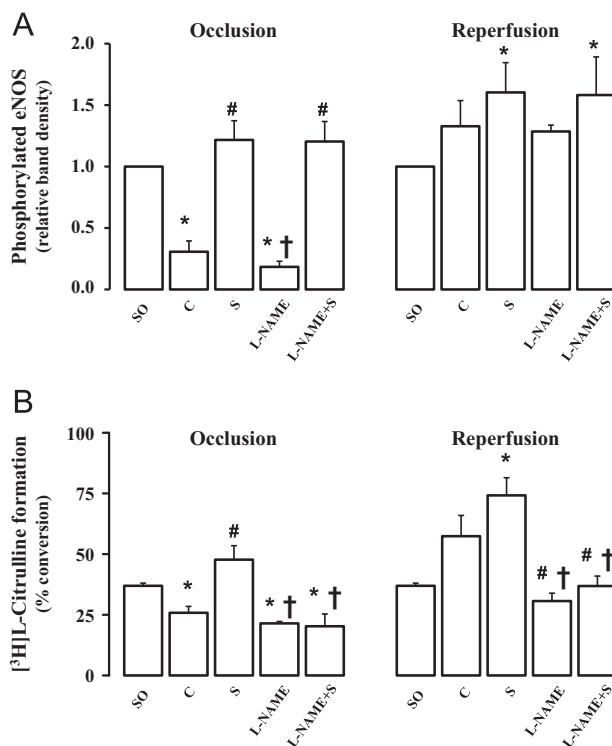 A
Occlusion
Reperfusion
Phosphorylated eNOS
(relative band density)
2.0
1.5
1.0
0.5
0.0
*
#
* †
#
*
*
SO
C
S
L-NAME
L-NAME+S
SO
C
S
L-NAME
L-NAME+S
B
Occlusion
Reperfusion
[³H]L-Citrulline formation
(% conversion)
100
75
50
25
0
*
#
* †
* †
*
# †
# †
SO
C
S
L-NAME
L-NAME+S
SO
C
S
L-NAME
L-NAME+S